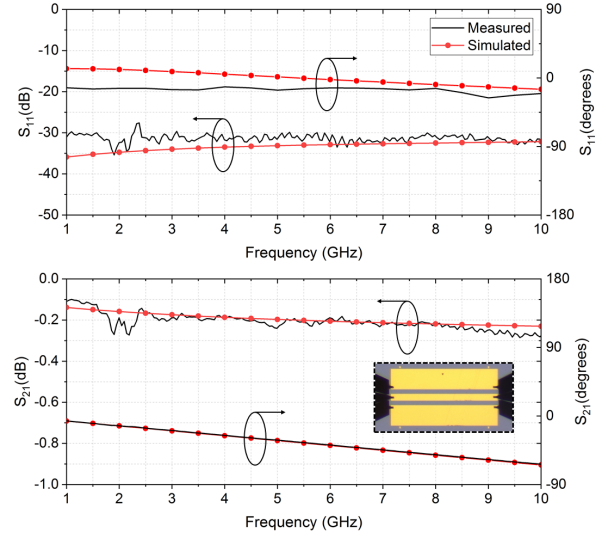 0
-10
-20
-30
-40
-50
S11(dB)
90
0
-90
-180
S11(degrees)
Measured
Simulated
1 2 3 4 5 6 7 8 9 10
Frequency (GHz)
0.0
-0.2
-0.4
-0.6
-0.8
-1.0
S21(dB)
180
90
0
-90
S21(degrees)
1 2 3 4 5 6 7 8 9 10
Frequency (GHz)